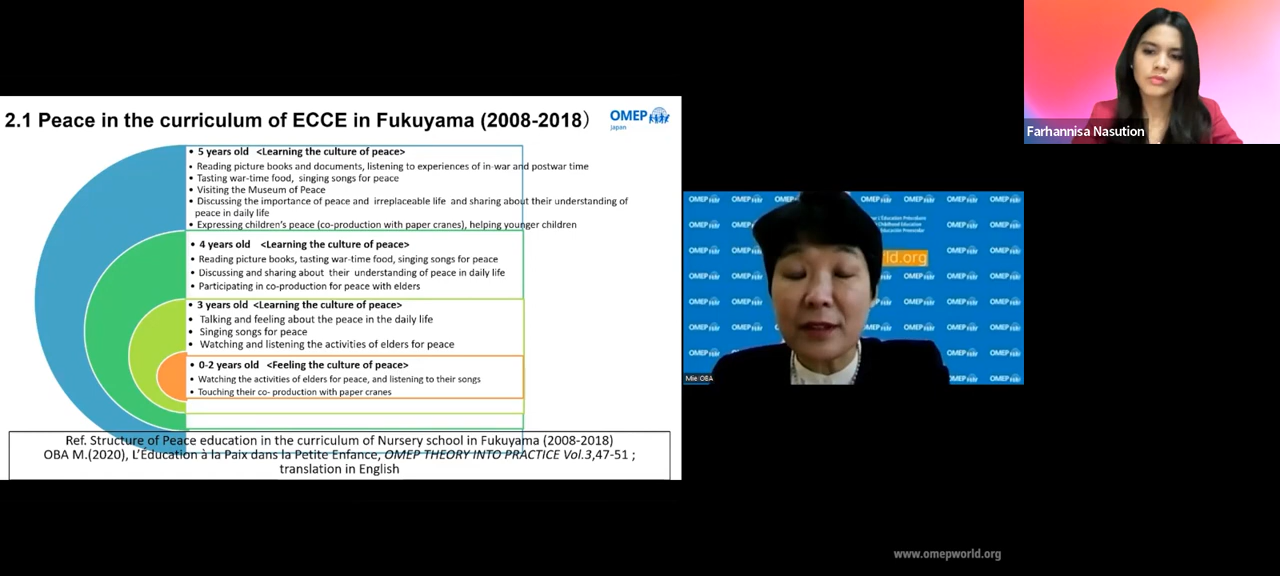 2.1 Peace in the curriculum of ECCE in Fukuyama (2008-2018）
OMEP
Japan
• 5 years old <Learning the culture of peace>
• Reading picture books and documents, listening to experiences of in-war and postwar time
• Tasting war-time food, singing songs for peace
• Visiting the Museum of Peace
• Discussing the importance of peace and irreplaceable life and sharing about their understanding of
peace in daily life
• Expressing children's peace (co-production with paper cranes), helping younger children
• 4 years old <Learning the culture of peace>
• Reading picture books, tasting war-time food, singing songs for peace
• Discussing and sharing about their understanding of peace in daily life
• Participating in co-production for peace with elders
• 3 years old <Learning the culture of peace>
• Talking and feeling about the peace in the daily life
• Singing songs for peace
• Watching and listening the activities of elders for peace
• 0-2 years old <Feeling the culture of peace>
• Watching the activities of elders for peace, and listening to their songs
• Touching their co- production with paper cranes
Ref. Structure of Peace education in the curriculum of Nursery school in Fukuyama (2008-2018)
OBA M.(2020), L'Éducation à la Paix dans la Petite Enfance, OMEP THEORY INTO PRACTICE Vol.3,47-51 ;
translation in English
Farhannisa Nasution
ld.org
Mie OBA
www.omepworld.org